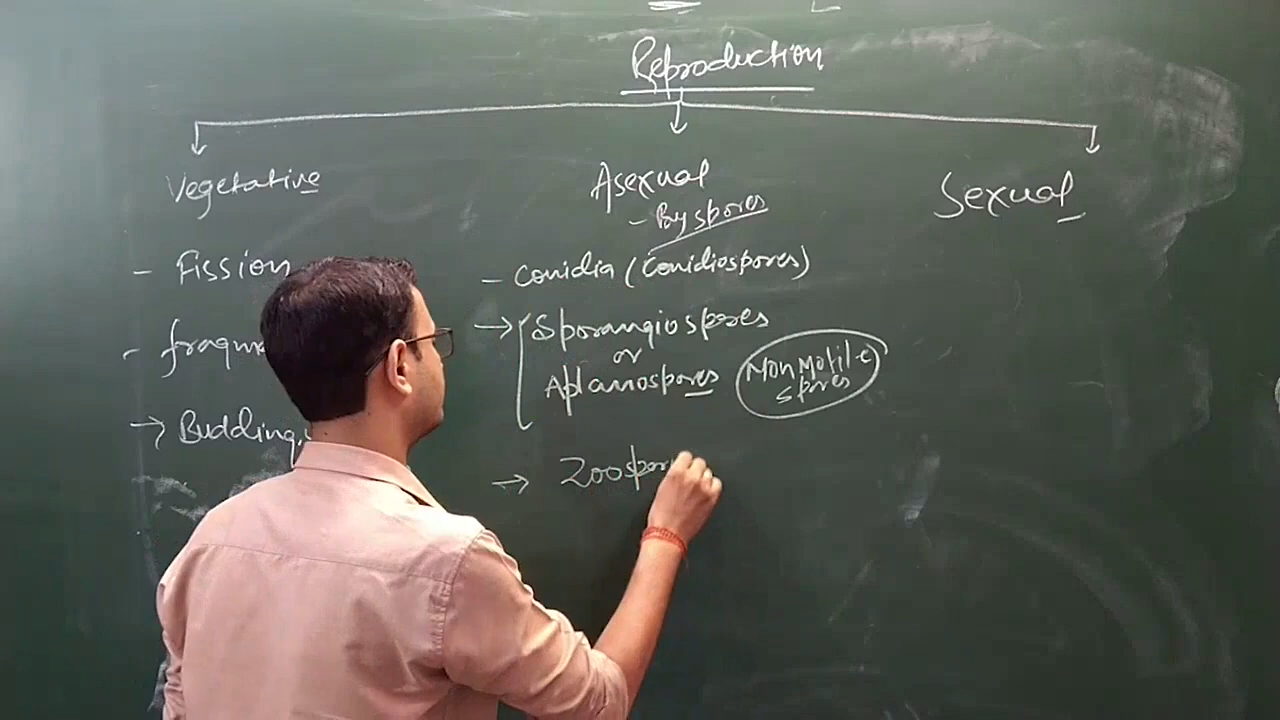 Reproduction
Vegetative
Asexual
Sexual
- By spores
- Fission
- Conidia (Conidiospores)
→ Sporangiospores
or
Aplanospores
Non Motile
spores
→ Budding
→